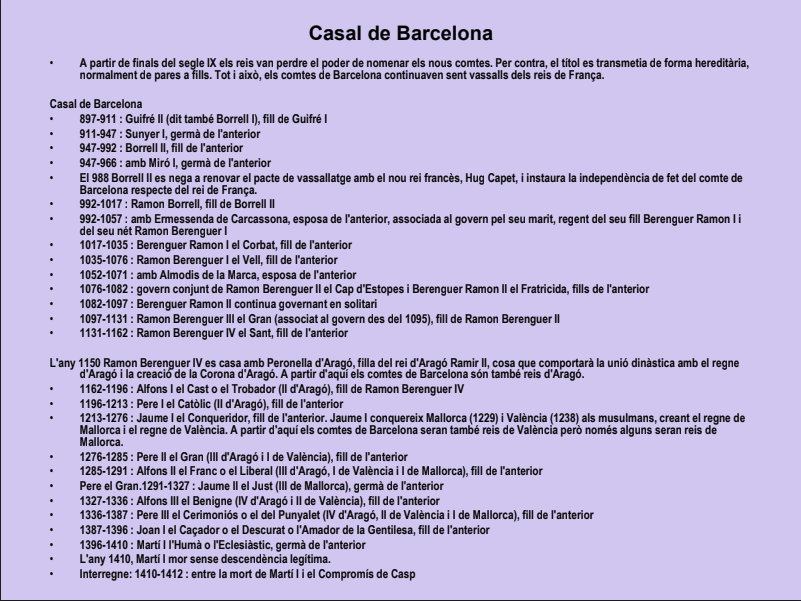 Casal de Barcelona
• A partir de finals del segle IX els reis van perdre el poder de nomenar els nous comtes. Per contra, el títol es transmetia de forma hereditària,
normalment de pares a fills. Tot i això, els comtes de Barcelona continuaven sent vassalls dels reis de França.
Casal de Barcelona
• 897-911 : Guifré II (dit també Borrell I), fill de Guifré I
• 911-947 : Sunyer I, germà de l'anterior
• 947-992 : Borrell II, fill de l'anterior
• 947-966 : amb Miró I, germà de l'anterior
• El 988 Borrell II es nega a renovar el pacte de vassallatge amb el nou rei francès, Hug Capet, i instaura la independència de fet del comte de
Barcelona respecte del rei de França.
• 992-1017 : Ramon Borrell, fill de Borrell II
• 992-1057 : amb Ermessenda de Carcassona, esposa de l'anterior, associada al govern pel seu marit, regent del seu fill Berenguer Ramon I i
del seu nét Ramon Berenguer I
• 1017-1035 : Berenguer Ramon I el Corbat, fill de l'anterior
• 1035-1076 : Ramon Berenguer I el Vell, fill de l'anterior
• 1052-1071 : amb Almodis de la Marca, esposa de l'anterior
• 1076-1082 : govern conjunt de Ramon Berenguer II el Cap d'Estopes i Berenguer Ramon II el Fratricida, fills de l'anterior
• 1082-1097 : Berenguer Ramon II continua governant en solitari
• 1097-1131 : Ramon Berenguer III el Gran (associat al govern des del 1095), fill de Ramon Berenguer II
• 1131-1162 : Ramon Berenguer IV el Sant, fill de l'anterior
L'any 1150 Ramon Berenguer IV es casa amb Peronella d'Aragó, filla del rei d'Aragó Ramir II, cosa que comportarà la unió dinàstica amb el regne
d'Aragó i la creació de la Corona d'Aragó. A partir d'aquí els comtes de Barcelona són també reis d'Aragó.
• 1162-1196 : Alfons I el Cast o el Trobador (II d'Aragó), fill de Ramon Berenguer IV
• 1196-1213 : Pere I el Catòlic (II d'Aragó), fill de l'anterior
• 1213-1276 : Jaume I el Conqueridor, fill de l'anterior. Jaume I conquereix Mallorca (1229) i València (1238) als musulmans, creant el regne de
Mallorca i el regne de València. A partir d'aquí els comtes de Barcelona seran també reis de València però només alguns seran reis de
Mallorca.
• 1276-1285 : Pere II el Gran (III d'Aragó i I de València), fill de l'anterior
• 1285-1291 : Alfons II el Franc o el Liberal (III d'Aragó, I de València i I de Mallorca), fill de l'anterior
• Pere el Gran.1291-1327 : Jaume II el Just (III de Mallorca), germà de l'anterior
• 1327-1336 : Alfons III el Benigne (IV d'Aragó i II de València), fill de l'anterior
• 1336-1387 : Pere III el Cerimoniós o el del Punyalet (IV d'Aragó, II de València i I de Mallorca), fill de l'anterior
• 1387-1396 : Joan I el Caçador o el Descurat o l'Amador de la Gentilesa, fill de l'anterior
• 1396-1410 : Martí I l'Humà o l'Eclesiàstic, germà de l'anterior
• L'any 1410, Martí I mor sense descendència legítima.
• Interregne: 1410-1412 : entre la mort de Martí I i el Compromís de Casp